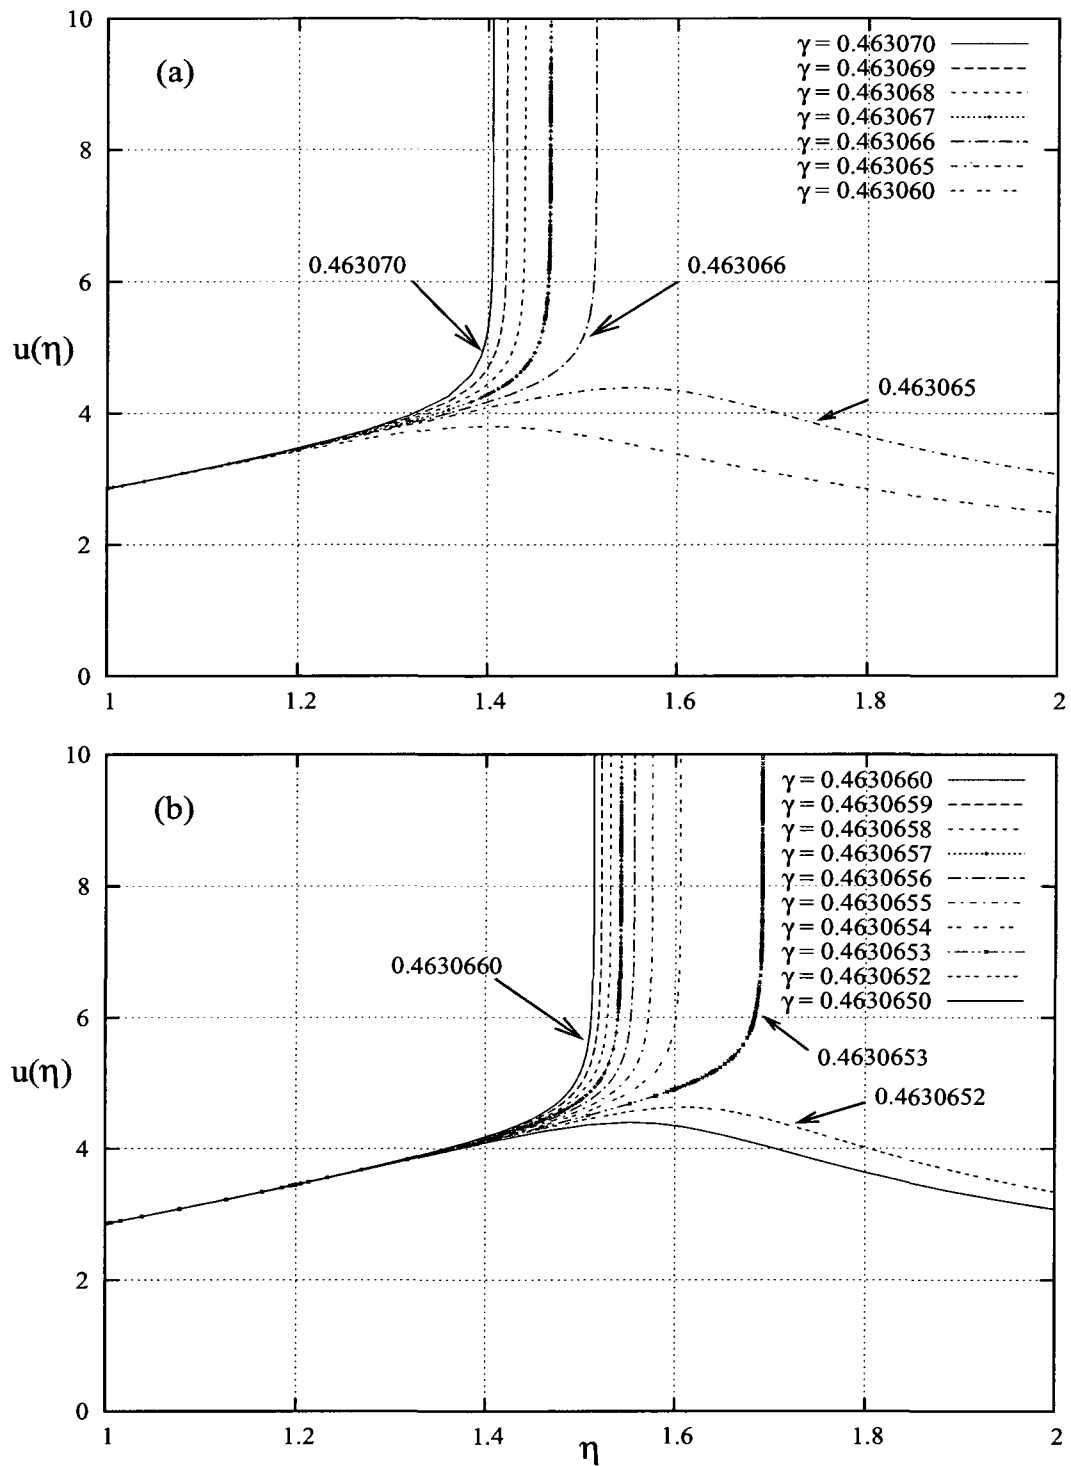 10
(a)
γ = 0.463070
γ = 0.463069
γ = 0.463068
γ = 0.463067
γ = 0.463066
γ = 0.463065
γ = 0.463060
8
0.463070
0.463066
6
u(η)
0.463065
4
2
0
1
1.2
1.4
1.6
1.8
2
10
(b)
γ = 0.4630660
γ = 0.4630659
γ = 0.4630658
γ = 0.4630657
γ = 0.4630656
γ = 0.4630655
γ = 0.4630654
γ = 0.4630653
γ = 0.4630652
γ = 0.4630650
8
0.4630660
6
0.4630653
u(η)
0.4630652
4
2
0
1
1.2
1.4
η
1.6
1.8
2